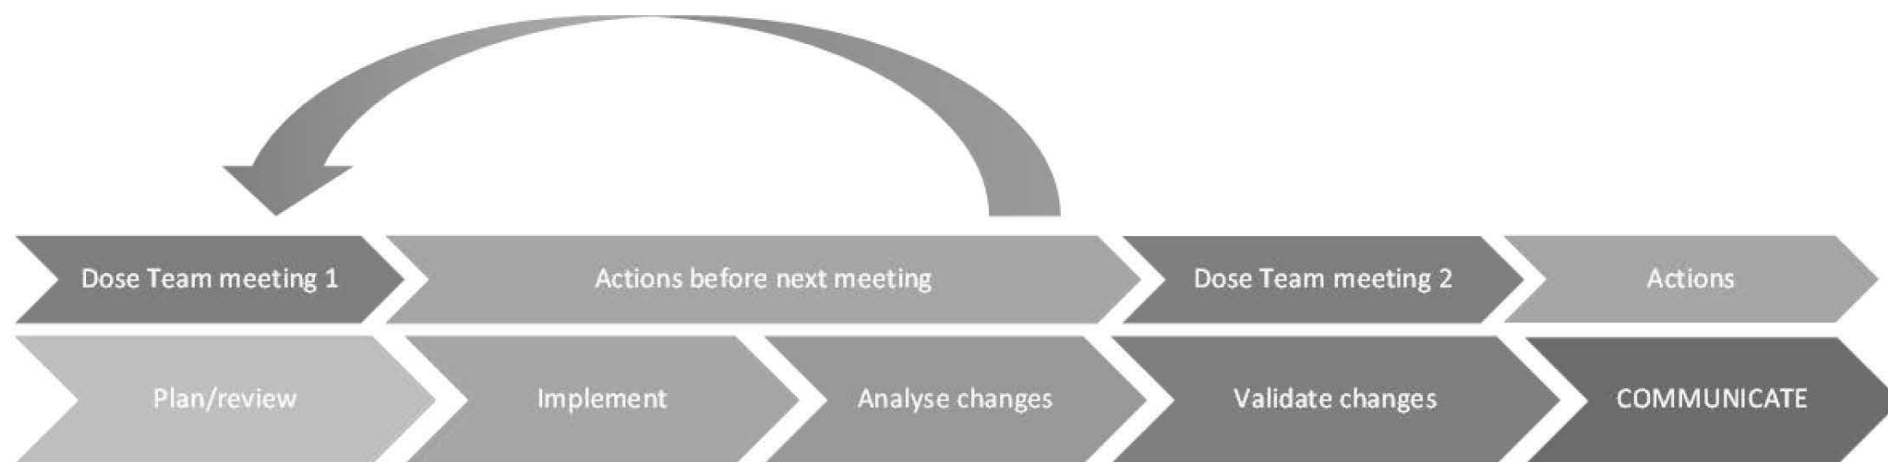 Dose Team meeting 1
Actions before next meeting
Dose Team meeting 2
Actions
Plan/review
Implement
Analyse changes
Validate changes
COMMUNICATE